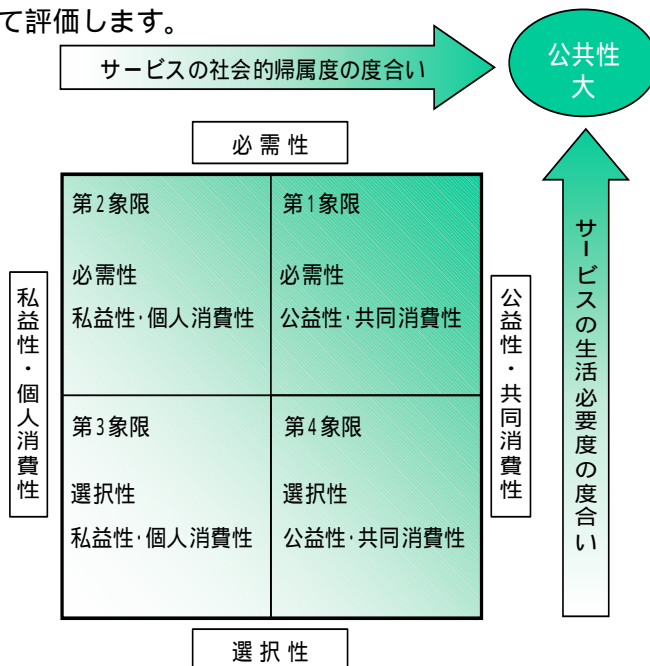 て評価します。
サービスの社会的帰属度の度合い
公共性
大
必需性
第2象限
必需性
私益性・個人消費性
第1象限
必需性
公益性・共同消費性
私益性・個人消費性
公益性・共同消費性
サービスの生活必要度の度合い
第3象限
選択性
私益性・個人消費性
第4象限
選択性
公益性・共同消費性
選択性